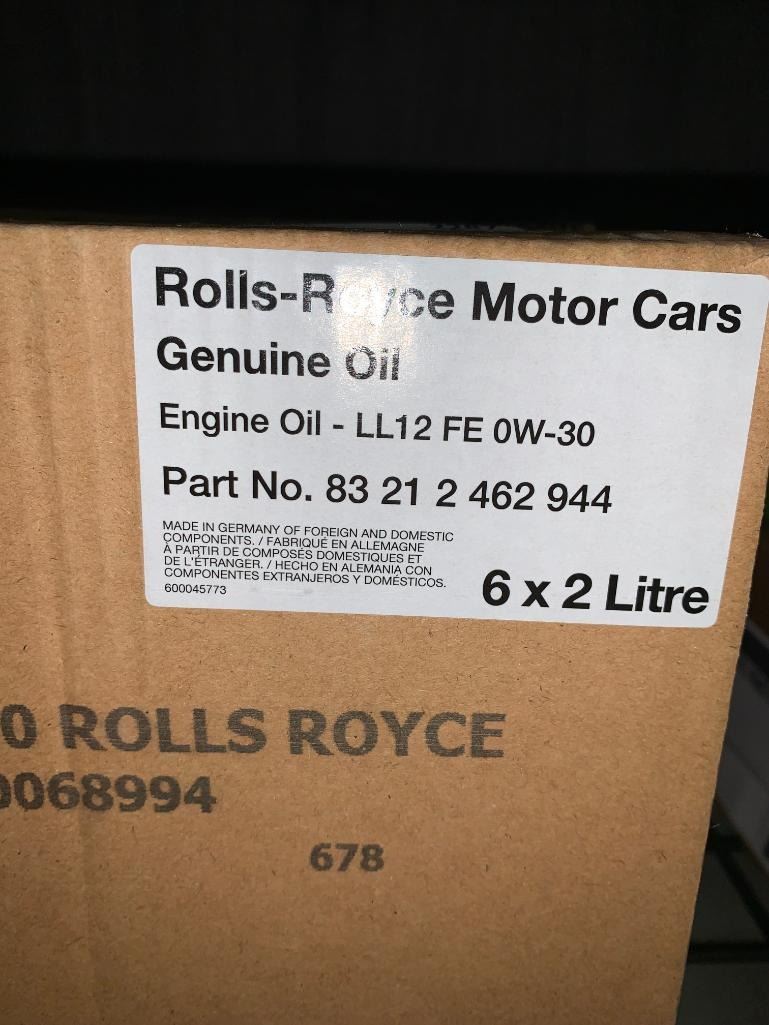 Rolls-Royce Motor Cars
Genuine Oil
Engine Oil - LL12 FE 0W-30
Part No. 83 21 2 462 944
MADE IN GERMANY OF FOREIGN AND DOMESTIC
COMPONENTS. / FABRIQUÉ EN ALLEMAGNE
À PARTIR DE COMPOSÉS DOMESTIQUES ET
DE L'ÉTRANGER. / HECHO EN ALEMANIA CON
COMPONENTES EXTRANJEROS Y DOMÉSTICOS.
600045773
6 x 2 Litre
0 ROLLS ROYCE
0068994
678